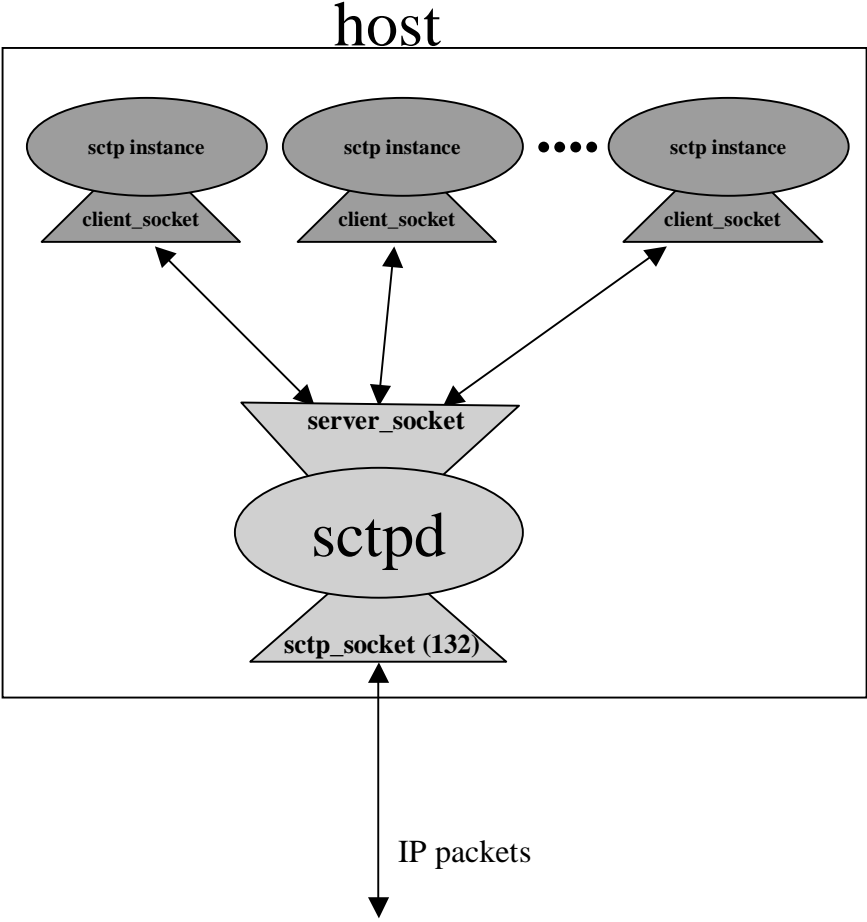 host
sctp instance
sctp instance
sctp instance
client_socket
client_socket
client_socket
server_socket
sctpd
sctp_socket (132)
IP packets